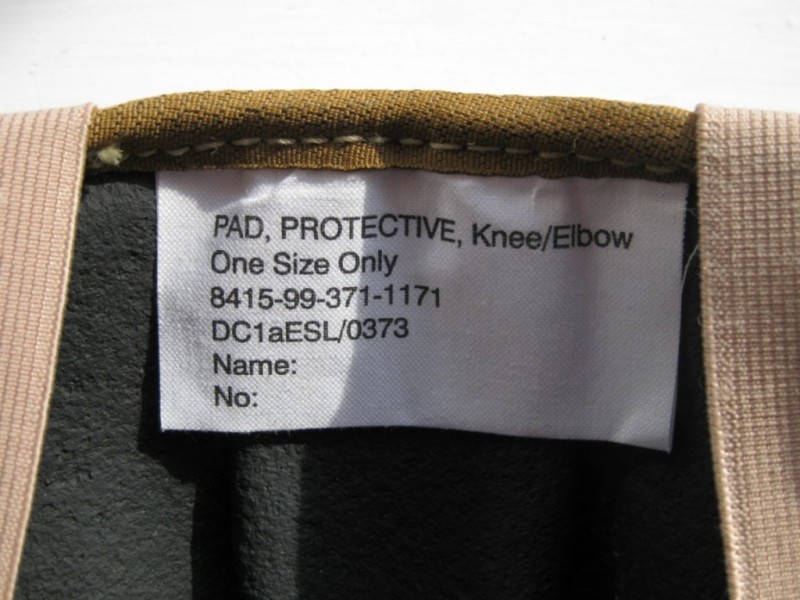 PAD, PROTECTIVE, Knee/Elbow
One Size Only
8415-99-371-1171
DC1aESL/0373
Name:
No: